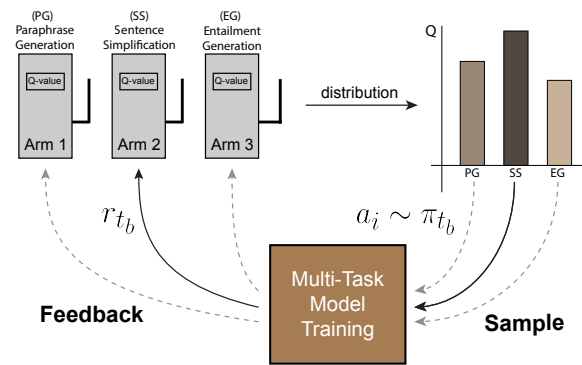 (PG)
Paraphrase
Generation
(SS)
Sentence
Simplification
(EG)
Entailment
Generation
Q-value
Q-value
Q-value
Arm 1
Arm 2
Arm 3
distribution
Q
PG
SS
EG
r_{t_b}
a_i ∼ π_{t_b}
Multi-Task
Model
Training
Feedback
Sample